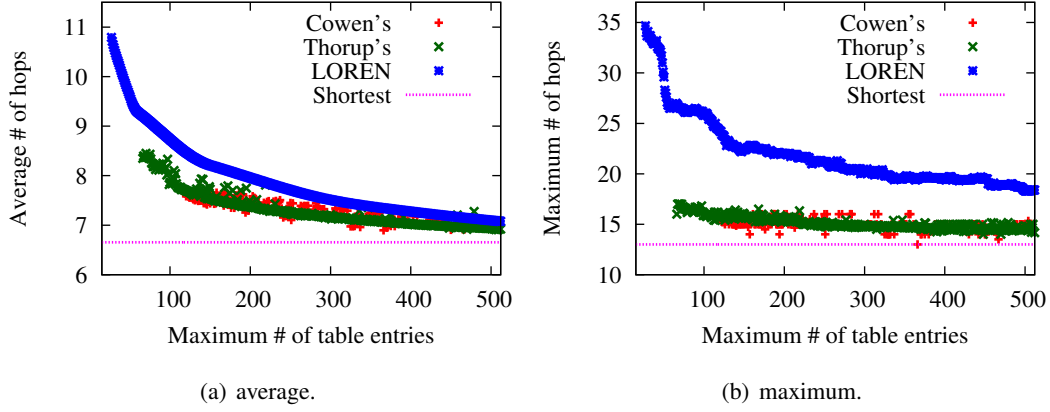 11
10
9
8
7
6
Average # of hops
100
200
300
400
500
Maximum # of table entries
Cowen's
Thorup's
LOREN
Shortest
(a) average.
35
30
25
20
15
10
Maximum # of hops
100
200
300
400
500
Maximum # of table entries
Cowen's
Thorup's
LOREN
Shortest
(b) maximum.